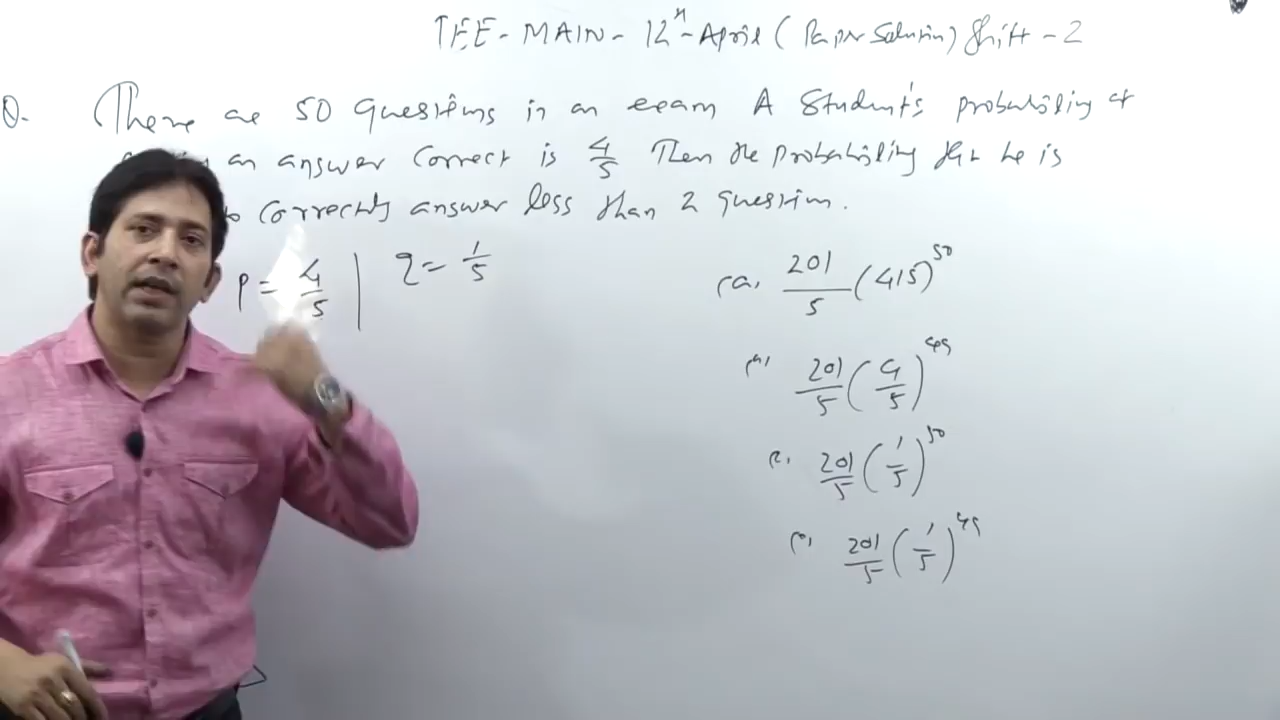 JEE - MAIN - 12th - April (Paper Solution) Shift - 2
Q. There are 50 Questions in an exam A Student's probability of
an answer correct is 4/5 Then the probability that he is
correctly answer less than 2 question.
P = 4/5 | q = 1/5
(a) 201/5 (4/5)^50
201/5 (4/5)^49
201/5 (1/5)^50
201/5 (1/5)^49